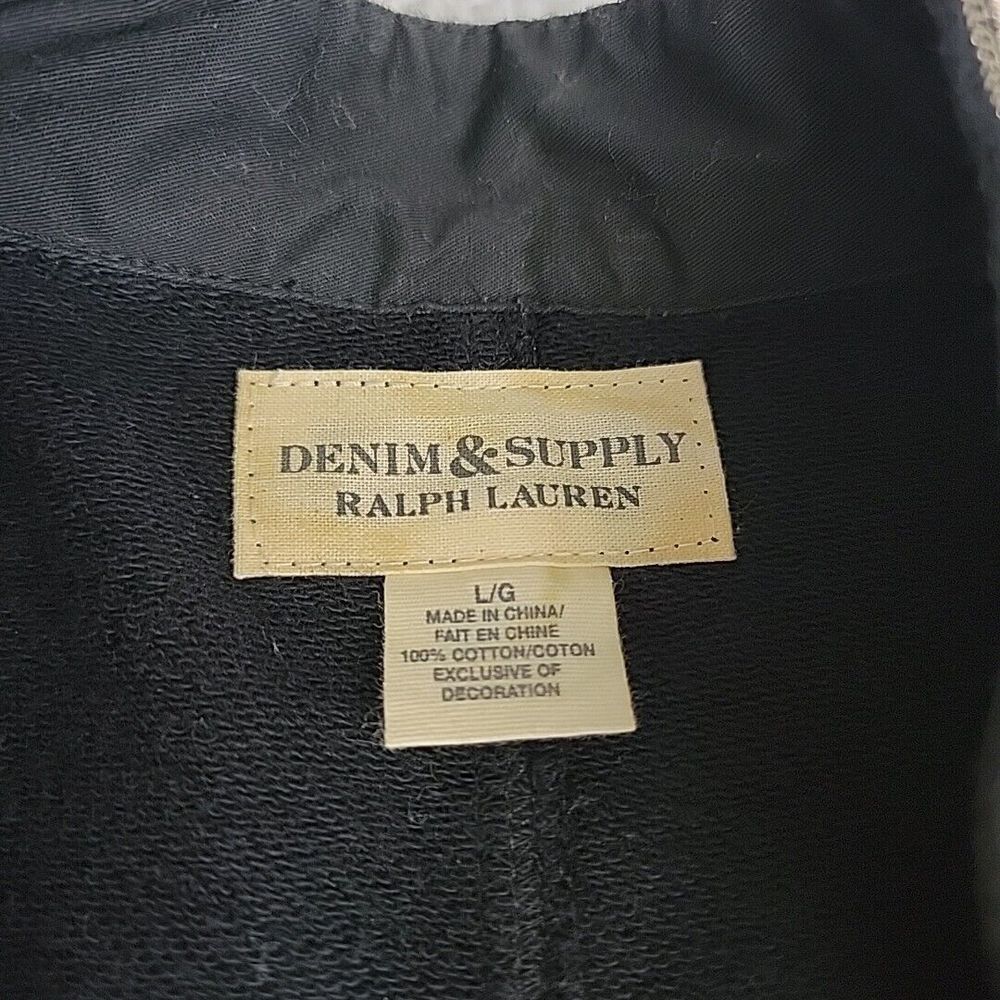 DENIM & SUPPLY
RALPH LAUREN
L/G
MADE IN CHINA/
FAIT EN CHINE
100% COTTON/COTON
EXCLUSIVE OF
DECORATION